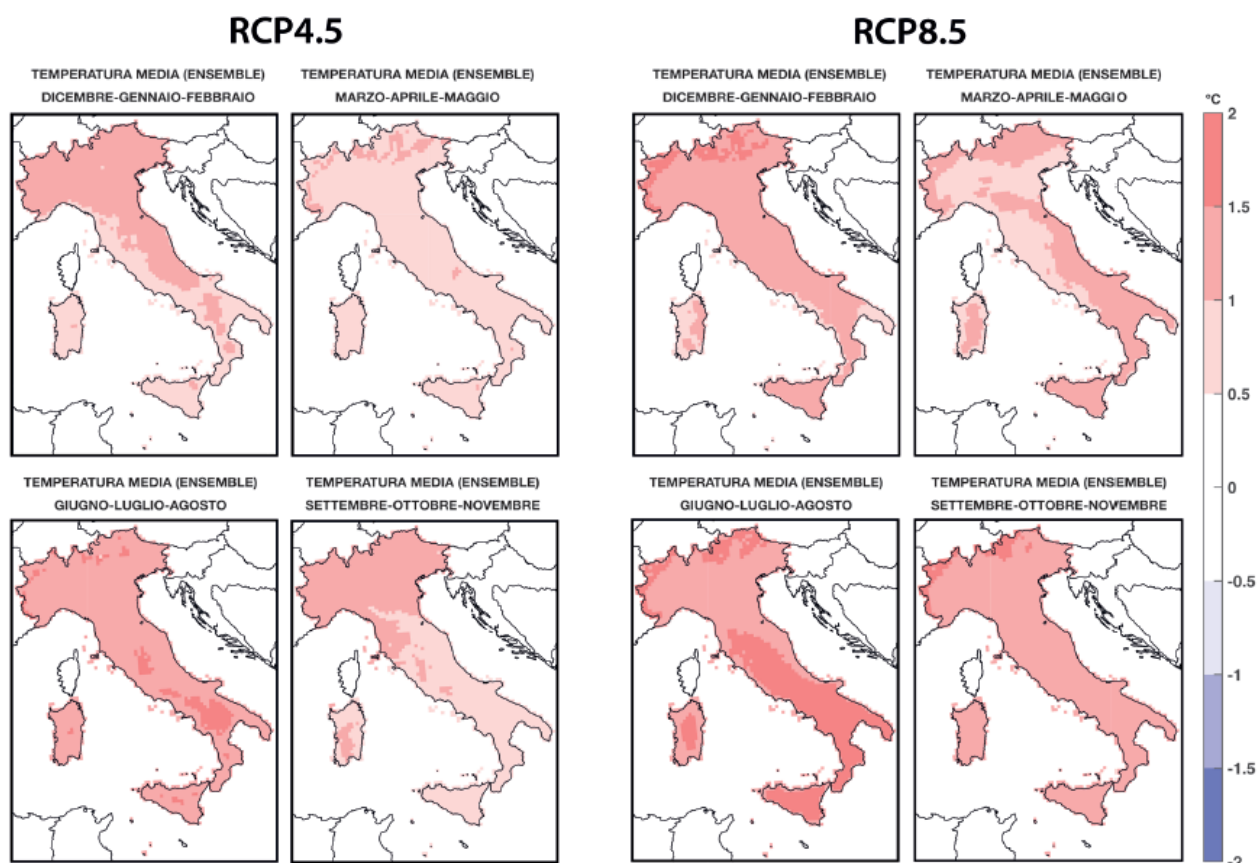 RCP4.5
RCP8.5
TEMPERATURA MEDIA (ENSEMBLE)
DICEMBRE-GENNAIO-FEBBRAIO
TEMPERATURA MEDIA (ENSEMBLE)
MARZO-APRILE-MAGGIO
TEMPERATURA MEDIA (ENSEMBLE)
DICEMBRE-GENNAIO-FEBBRAIO
TEMPERATURA MEDIA (ENSEMBLE)
MARZO-APRILE-MAGGIO
°C
2
1.5
1
0.5
0
-0.5
-1
-1.5
-2
TEMPERATURA MEDIA (ENSEMBLE)
GIUGNO-LUGLIO-AGOSTO
TEMPERATURA MEDIA (ENSEMBLE)
SETTEMBRE-OTTOBRE-NOVEMBRE
TEMPERATURA MEDIA (ENSEMBLE)
GIUGNO-LUGLIO-AGOSTO
TEMPERATURA MEDIA (ENSEMBLE)
SETTEMBRE-OTTOBRE-NOVEMBRE